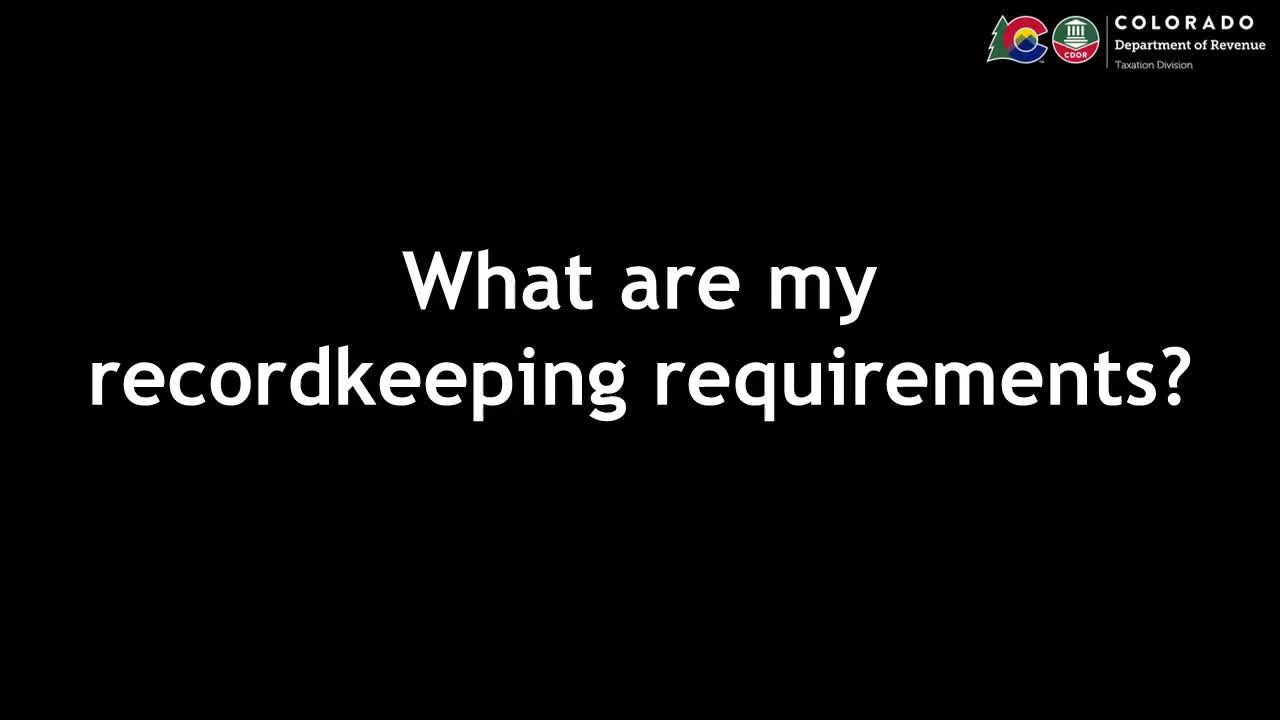 COLORADO
Department of Revenue
CDOR
Taxation Division
What are my
recordkeeping requirements?